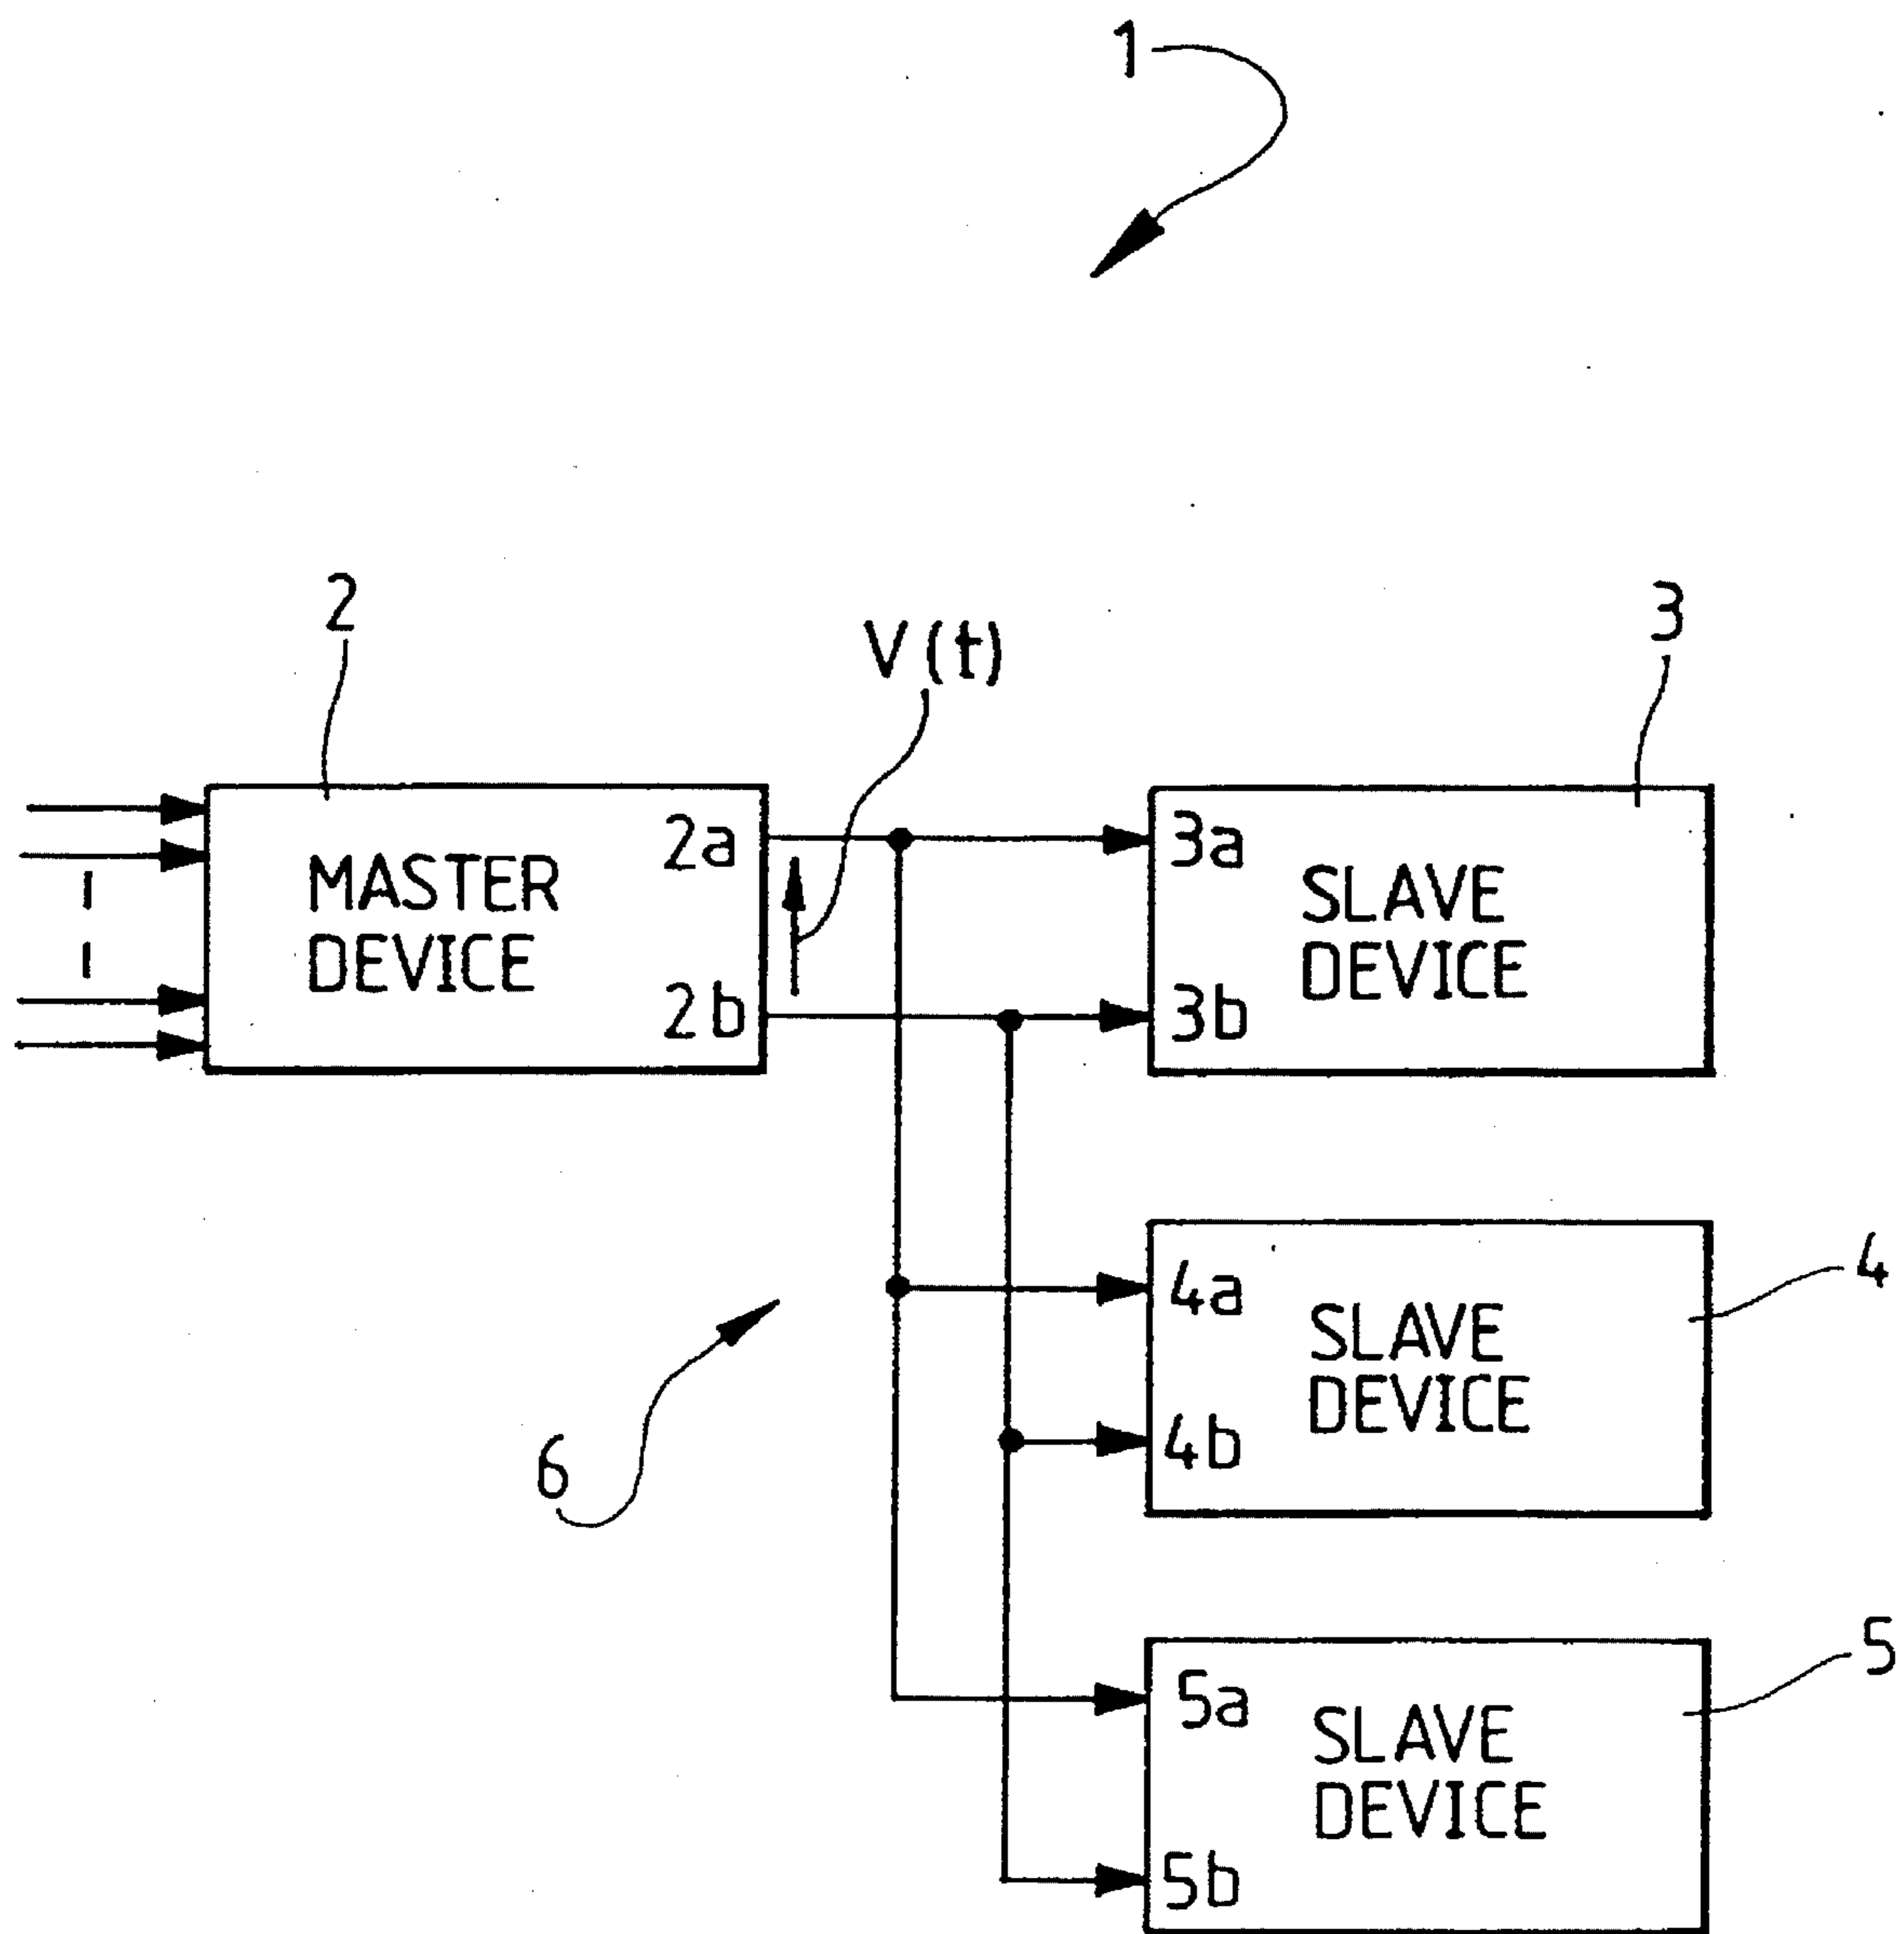 1
2
V(t)
3
2a
MASTER
DEVICE
2b
3a
SLAVE
DEVICE
3b
4
4a
SLAVE
DEVICE
4b
6
5
5a
SLAVE
DEVICE
5b